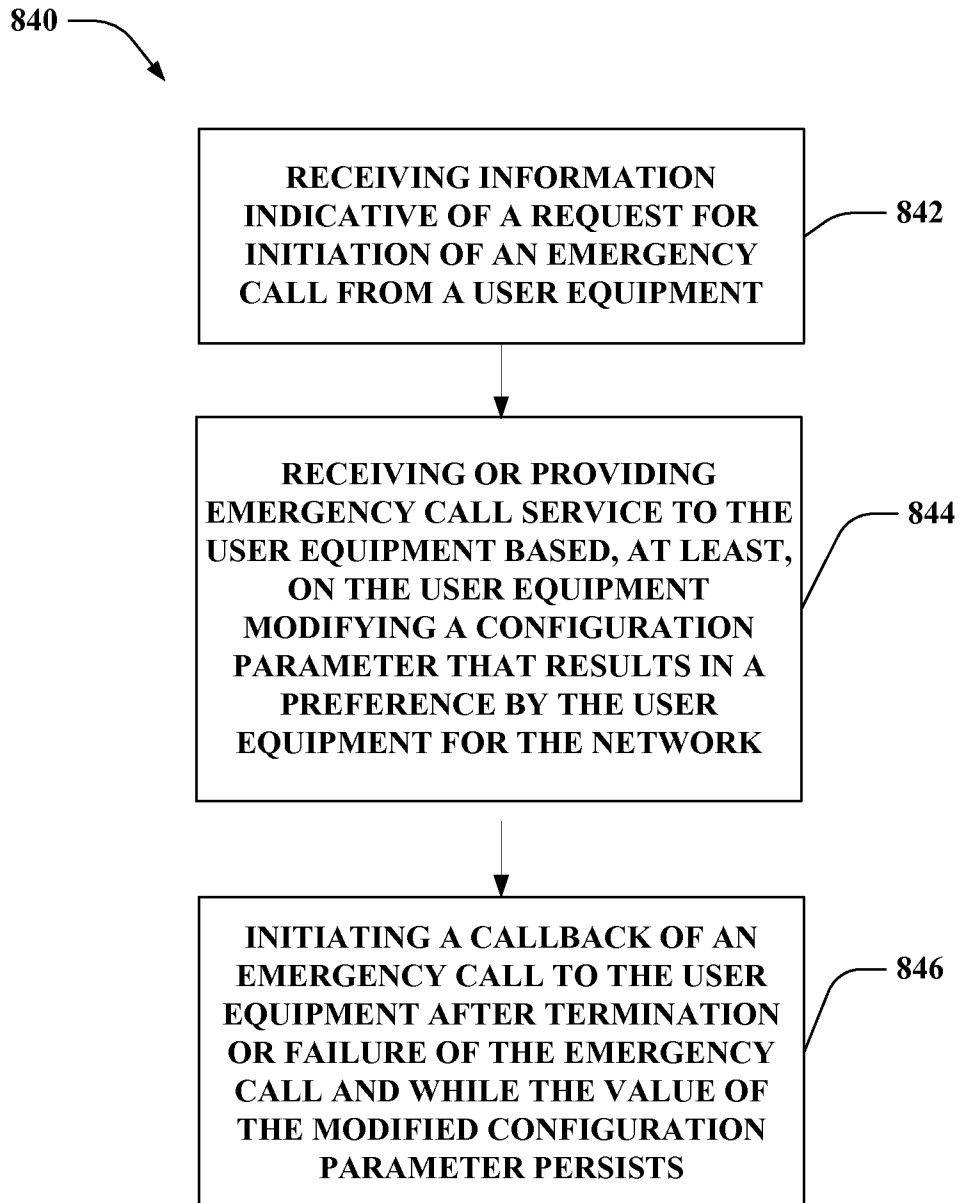 840
RECEIVING INFORMATION
INDICATIVE OF A REQUEST FOR
INITIATION OF AN EMERGENCY
CALL FROM A USER EQUIPMENT
842
RECEIVING OR PROVIDING
EMERGENCY CALL SERVICE TO THE
USER EQUIPMENT BASED, AT LEAST,
ON THE USER EQUIPMENT
MODIFYING A CONFIGURATION
PARAMETER THAT RESULTS IN A
PREFERENCE BY THE USER
EQUIPMENT FOR THE NETWORK
844
INITIATING A CALLBACK OF AN
EMERGENCY CALL TO THE USER
EQUIPMENT AFTER TERMINATION
OR FAILURE OF THE EMERGENCY
CALL AND WHILE THE VALUE OF
THE MODIFIED CONFIGURATION
PARAMETER PERSISTS
846